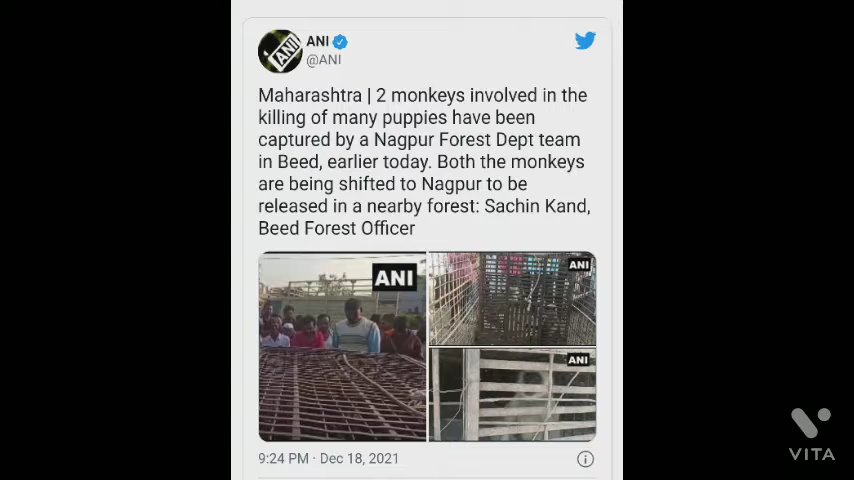 ANI
@ANI
Maharashtra | 2 monkeys involved in the
killing of many puppies have been
captured by a Nagpur Forest Dept team
in Beed, earlier today. Both the monkeys
are being shifted to Nagpur to be
released in a nearby forest: Sachin Kand,
Beed Forest Officer
ANI
ANI
ANI
9:24 PM · Dec 18, 2021
VITA